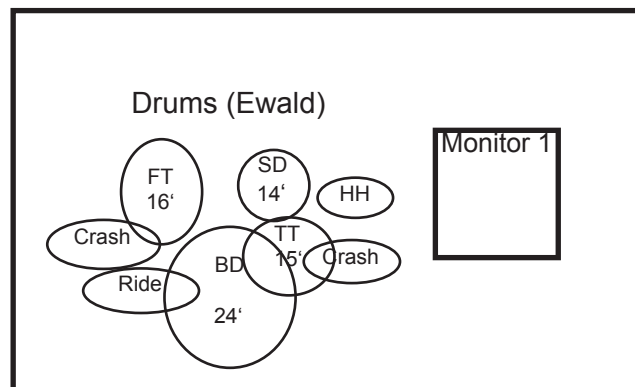 Drums (Ewald)
Monitor 1
FT
16‘
SD
14‘
HH
Crash
TT
15‘
Crash
BD
Ride
24‘